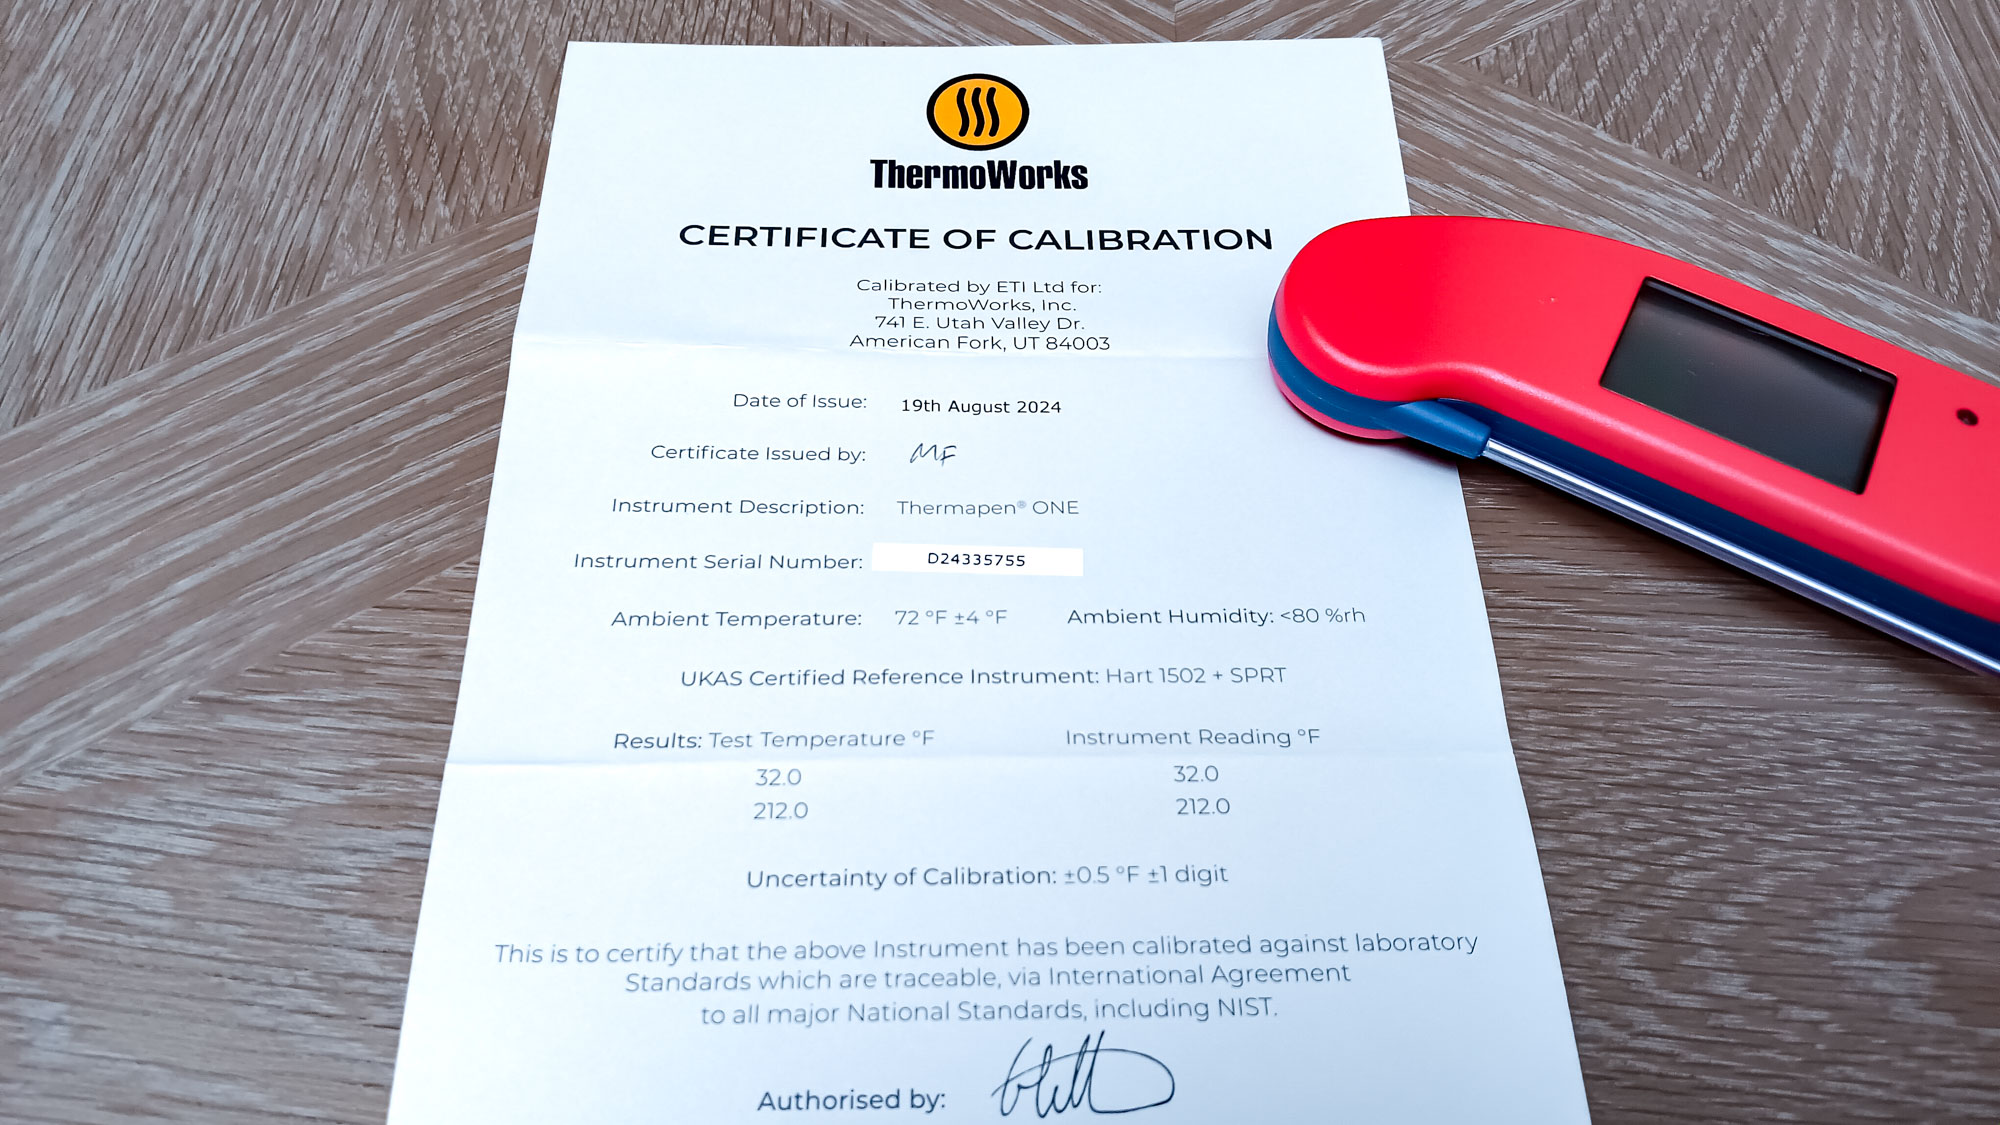 ThermoWorks
CERTIFICATE OF CALIBRATION
Calibrated by ETI Ltd for:
ThermoWorks, Inc.
741 E. Utah Valley Dr.
American Fork, UT 84003
Date of Issue: 19th August 2024
Certificate Issued by: MF
Instrument Description: Thermapen® ONE
Instrument Serial Number: D24335755
Ambient Temperature: 72 °F ±4 °F Ambient Humidity: <80 %rh
UKAS Certified Reference Instrument: Hart 1502 + SPRT
Results: Test Temperature °F Instrument Reading °F
32.0 32.0
212.0 212.0
Uncertainty of Calibration: ±0.5 °F ±1 digit
This is to certify that the above Instrument has been calibrated against laboratory
Standards which are traceable, via International Agreement
to all major National Standards, including NIST.
Authorised by: